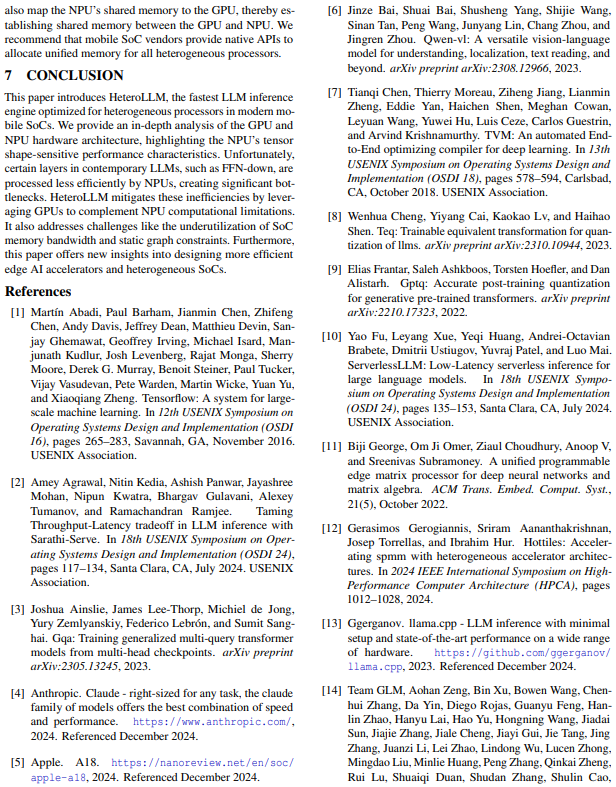 also map the NPU's shared memory to the GPU, thereby es-
tablishing shared memory between the GPU and NPU. We
recommend that mobile SoC vendors provide native APIs to
allocate unified memory for all heterogeneous processors.
7 CONCLUSION
This paper introduces HeteroLLM, the fastest LLM inference
engine optimized for heterogeneous processors in modern mo-
bile SoCs. We provide an in-depth analysis of the GPU and
NPU hardware architecture, highlighting the NPU's tensor
shape-sensitive performance characteristics. Unfortunately,
certain layers in contemporary LLMs, such as FFN-down, are
processed less efficiently by NPUs, creating significant bot-
tlenecks. HeteroLLM mitigates these inefficiencies by lever-
aging GPUs to complement NPU computational limitations.
It also addresses challenges like the underutilization of SoC
memory bandwidth and static graph constraints. Furthermore,
this paper offers new insights into designing more efficient
edge AI accelerators and heterogeneous SoCs.
References
[1] Martín Abadi, Paul Barham, Jianmin Chen, Zhifeng
Chen, Andy Davis, Jeffrey Dean, Matthieu Devin, San-
jay Ghemawat, Geoffrey Irving, Michael Isard, Man-
junath Kudlur, Josh Levenberg, Rajat Monga, Sherry
Moore, Derek G. Murray, Benoit Steiner, Paul Tucker,
Vijay Vasudevan, Pete Warden, Martin Wicke, Yuan Yu,
and Xiaoqiang Zheng. Tensorflow: A system for large-
scale machine learning. In 12th USENIX Symposium on
Operating Systems Design and Implementation (OSDI
16), pages 265–283, Savannah, GA, November 2016.
USENIX Association.
[2] Amey Agrawal, Nitin Kedia, Ashish Panwar, Jayashree
Mohan, Nipun Kwatra, Bhargav Gulavani, Alexey
Tumanov, and Ramachandran Ramjee. Taming
Throughput-Latency tradeoff in LLM inference with
Sarathi-Serve. In 18th USENIX Symposium on Oper-
ating Systems Design and Implementation (OSDI 24),
pages 117–134, Santa Clara, CA, July 2024. USENIX
Association.
[3] Joshua Ainslie, James Lee-Thorp, Michiel de Jong,
Yury Zemlyanskiy, Federico Lebrón, and Sumit Sang-
hai. Gqa: Training generalized multi-query transformer
models from multi-head checkpoints. arXiv preprint
arXiv:2305.13245, 2023.
[4] Anthropic. Claude - right-sized for any task, the claude
family of models offers the best combination of speed
and performance. https://www.anthropic.com/,
2024. Referenced December 2024.
[5] Apple. A18. https://nanoreview.net/en/soc/
apple-a18, 2024. Referenced December 2024.
[6] Jinze Bai, Shuai Bai, Shusheng Yang, Shijie Wang,
Sinan Tan, Peng Wang, Junyang Lin, Chang Zhou, and
Jingren Zhou. Qwen-vl: A versatile vision-language
model for understanding, localization, text reading, and
beyond. arXiv preprint arXiv:2308.12966, 2023.
[7] Tianqi Chen, Thierry Moreau, Ziheng Jiang, Lianmin
Zheng, Eddie Yan, Haichen Shen, Meghan Cowan,
Leyuan Wang, Yuwei Hu, Luis Ceze, Carlos Guestrin,
and Arvind Krishnamurthy. TVM: An automated End-
to-End optimizing compiler for deep learning. In 13th
USENIX Symposium on Operating Systems Design and
Implementation (OSDI 18), pages 578–594, Carlsbad,
CA, October 2018. USENIX Association.
[8] Wenhua Cheng, Yiyang Cai, Kaokao Lv, and Haihao
Shen. Teq: Trainable equivalent transformation for quan-
tization of llms. arXiv preprint arXiv:2310.10944, 2023.
[9] Elias Frantar, Saleh Ashkboos, Torsten Hoefler, and Dan
Alistarh. Gptq: Accurate post-training quantization
for generative pre-trained transformers. arXiv preprint
arXiv:2210.17323, 2022.
[10] Yao Fu, Leyang Xue, Yeqi Huang, Andrei-Octavian
Brabete, Dmitrii Ustiugov, Yuvraj Patel, and Luo Mai.
ServerlessLLM: Low-Latency serverless inference for
large language models. In 18th USENIX Sympo-
sium on Operating Systems Design and Implementation
(OSDI 24), pages 135–153, Santa Clara, CA, July 2024.
USENIX Association.
[11] Biji George, Om Ji Omer, Ziaul Choudhury, Anoop V,
and Sreenivas Subramoney. A unified programmable
edge matrix processor for deep neural networks and
matrix algebra. ACM Trans. Embed. Comput. Syst.,
21(5), October 2022.
[12] Gerasimos Gerogiannis, Sriram Aananthakrishnan,
Josep Torrellas, and Ibrahim Hur. Hottiles: Acceler-
ating spmm with heterogeneous accelerator architec-
tures. In 2024 IEEE International Symposium on High-
Performance Computer Architecture (HPCA), pages
1012–1028, 2024.
[13] Ggerganov. llama.cpp - LLM inference with minimal
setup and state-of-the-art performance on a wide range
of hardware. https://github.com/ggerganov/
llama.cpp, 2023. Referenced December 2024.
[14] Team GLM, Aohan Zeng, Bin Xu, Bowen Wang, Chen-
hui Zhang, Da Yin, Diego Rojas, Guanyu Feng, Han-
lin Zhao, Hanyu Lai, Hao Yu, Hongning Wang, Jiadai
Sun, Jiajie Zhang, Jiale Cheng, Jiayi Gui, Jie Tang, Jing
Zhang, Juanzi Li, Lei Zhao, Lindong Wu, Lucen Zhong,
Mingdao Liu, Minlie Huang, Peng Zhang, Qinkai Zheng,
Rui Lu, Shuaiqi Duan, Shudan Zhang, Shulin Cao,